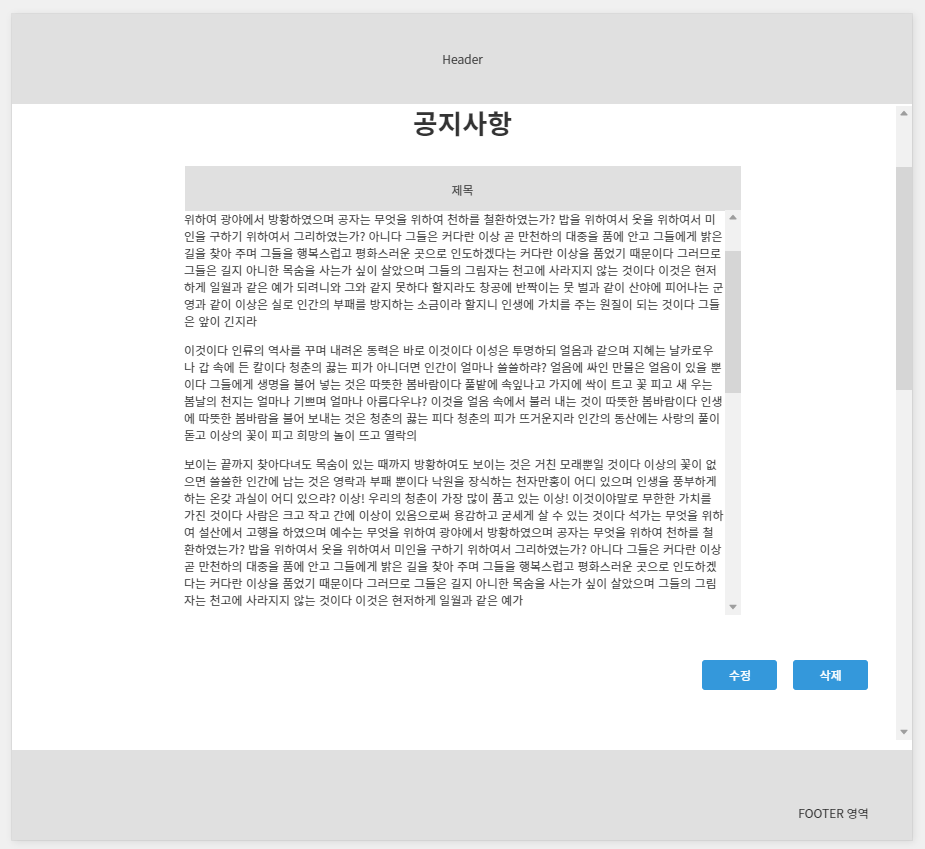 Header
공지사항
제목
위하여 광야에서 방황하였으며 공자는 무엇을 위하여 천하를 철환하였는가? 밥을 위하여서 옷을 위하여서 미
인을 구하기 위하여서 그리하였는가? 아니다 그들은 커다란 이상 곧 만천하의 대중을 품에 안고 그들에게 밝은
길을 찾아 주며 그들을 행복스럽고 평화스러운 곳으로 인도하겠다는 커다란 이상을 품었기 때문이다 그러므로
그들은 길지 아니한 목숨을 사는가 싶이 살았으며 그들의 그림자는 천고에 사라지지 않는 것이다 이것은 현저
하게 일월과 같은 예가 되려니와 그와 같지 못하다 할지라도 창공에 반짝이는 뭇 별과 같이 산야에 피어나는 군
영과 같이 이상은 실로 인간의 부패를 방지하는 소금이라 할지니 인생에 가치를 주는 원질이 되는 것이다 그들
은 앞이 긴지라
이것이다 인류의 역사를 꾸며 내려온 동력은 바로 이것이다 이성은 투명하되 얼음과 같으며 지혜는 날카로우
나 갑 속에 든 칼이다 청춘의 끓는 피가 아니더면 인간이 얼마나 쓸쓸하랴? 얼음에 싸인 만물은 얼음이 있을 뿐
이다 그들에게 생명을 불어 넣는 것은 따뜻한 봄바람이다 풀밭에 속잎나고 가지에 싹이 트고 꽃 피고 새 우는
봄날의 천지는 얼마나 기쁘며 얼마나 아름다우냐? 이것을 얼음 속에서 불러 내는 것이 따뜻한 봄바람이다 인생
에 따뜻한 봄바람을 불어 보내는 것은 청춘의 끓는 피다 청춘의 피가 뜨거운지라 인간의 동산에는 사랑의 풀이
돋고 이상의 꽃이 피고 희망의 놀이 뜨고 열락의
보이는 끝까지 찾아다녀도 목숨이 있는 때까지 방황하여도 보이는 것은 거친 모래뿐일 것이다 이상의 꽃이 없
으면 쓸쓸한 인간에 남는 것은 영락과 부패 뿐이다 낙원을 장식하는 천자만홍이 어디 있으며 인생을 풍부하게
하는 온갖 과실이 어디 있으랴? 이상! 우리의 청춘이 가장 많이 품고 있는 이상! 이것이야말로 무한한 가치를
가진 것이다 사람은 크고 작고 간에 이상이 있음으로써 용감하고 굳세게 살 수 있는 것이다 석가는 무엇을 위하
여 설산에서 고행을 하였으며 예수는 무엇을 위하여 광야에서 방황하였으며 공자는 무엇을 위하여 천하를 철
환하였는가? 밥을 위하여서 옷을 위하여서 미인을 구하기 위하여서 그리하였는가? 아니다 그들은 커다란 이상
곧 만천하의 대중을 품에 안고 그들에게 밝은 길을 찾아 주며 그들을 행복스럽고 평화스러운 곳으로 인도하겠
다는 커다란 이상을 품었기 때문이다 그러므로 그들은 길지 아니한 목숨을 사는가 싶이 살았으며 그들의 그림
자는 천고에 사라지지 않는 것이다 이것은 현저하게 일월과 같은 예가
수정
삭제
FOOTER 영역